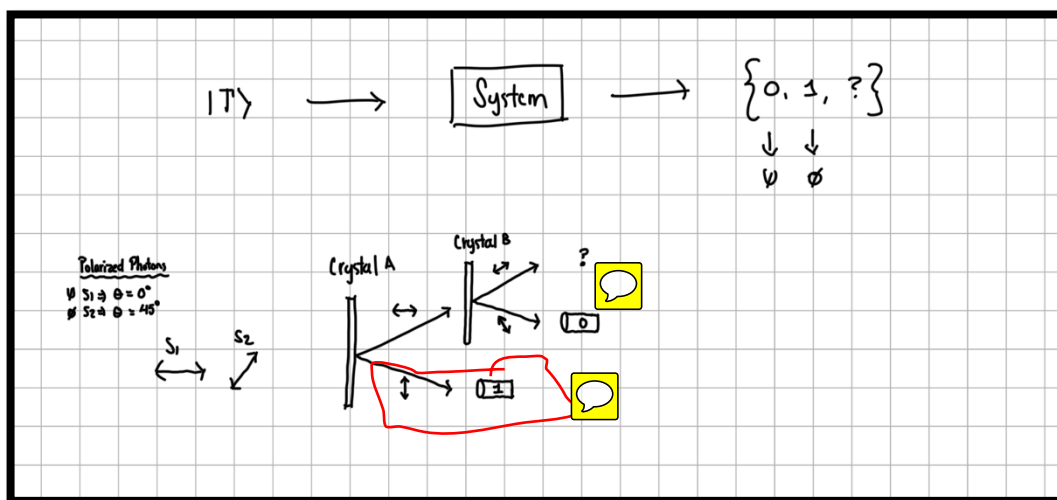 |T⟩ → System → {0, 1, ?}
↓ ↓
ψ ϕ
Crystal B
?
Crystal A
Polarized Photons
ψ S1 ⇒ θ = 0°
ϕ S2 ⇒ θ = 45°
0
S1 S2
1